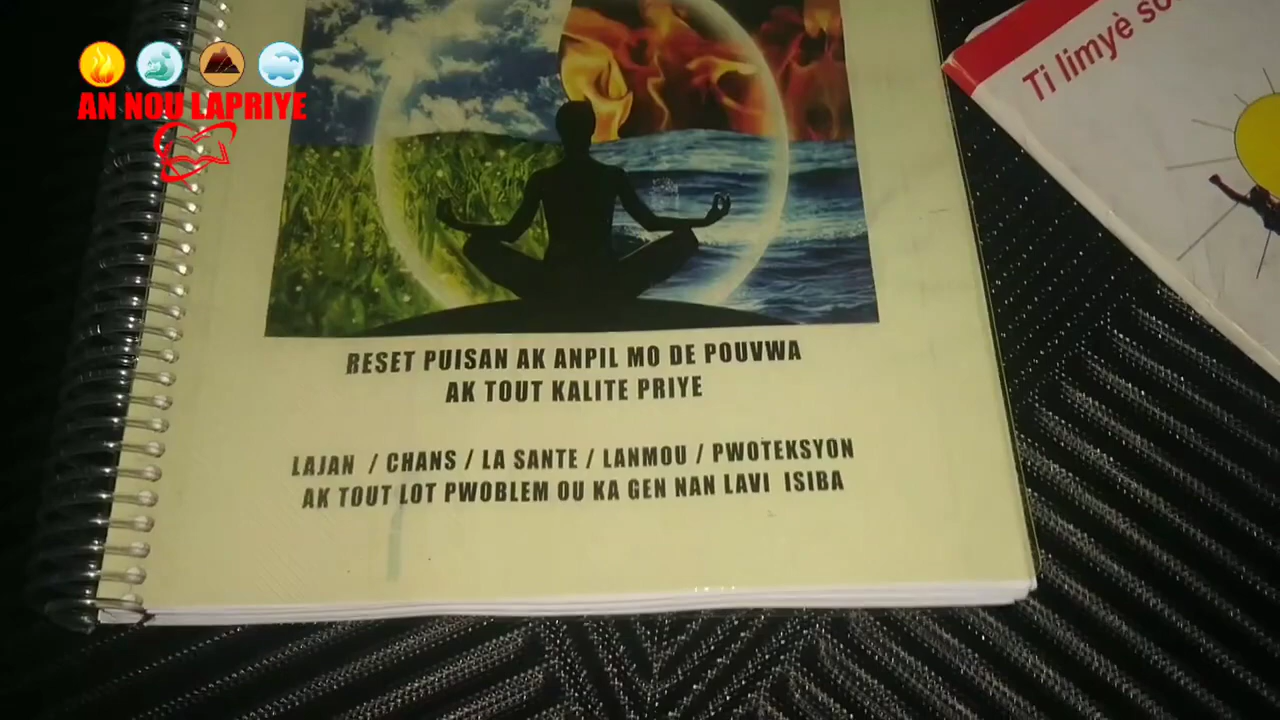 AN NOU LAPRIYE
Ti limyè
RESET PUISAN AK ANPIL MO DE POUVWA
AK TOUT KALITE PRIYE
LAJAN / CHANS / LA SANTE / LANMOU / PWOTEKSYON
AK TOUT LOT PWOBLEM OU KA GEN NAN LAVI ISIBA